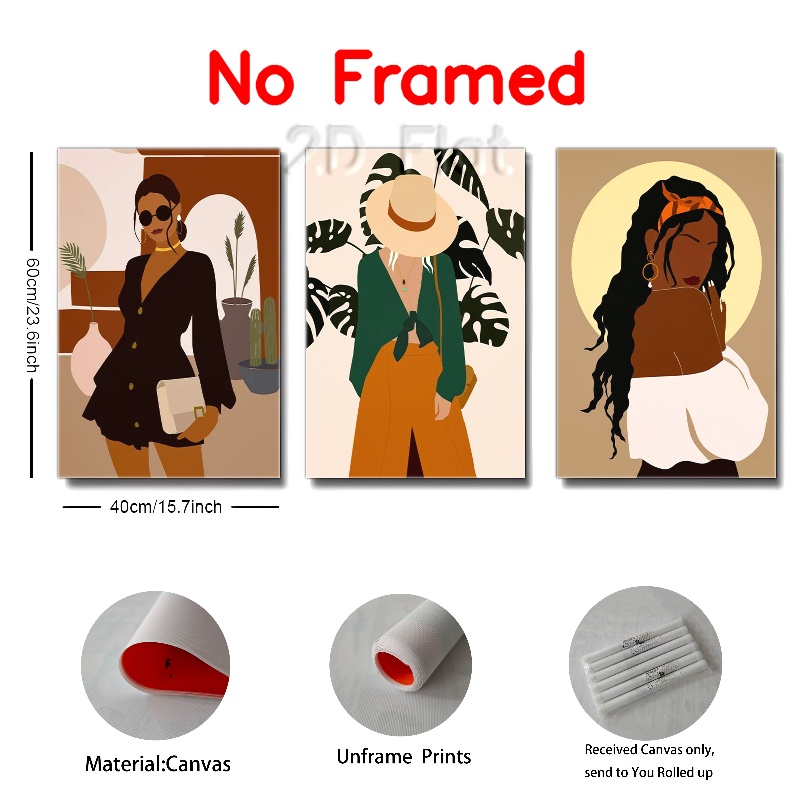 No Framed
2D Flat
60cm/23.6inch
40cm/15.7inch
Material:Canvas
Unframe Prints
Received Canvas only,
send to You Rolled up